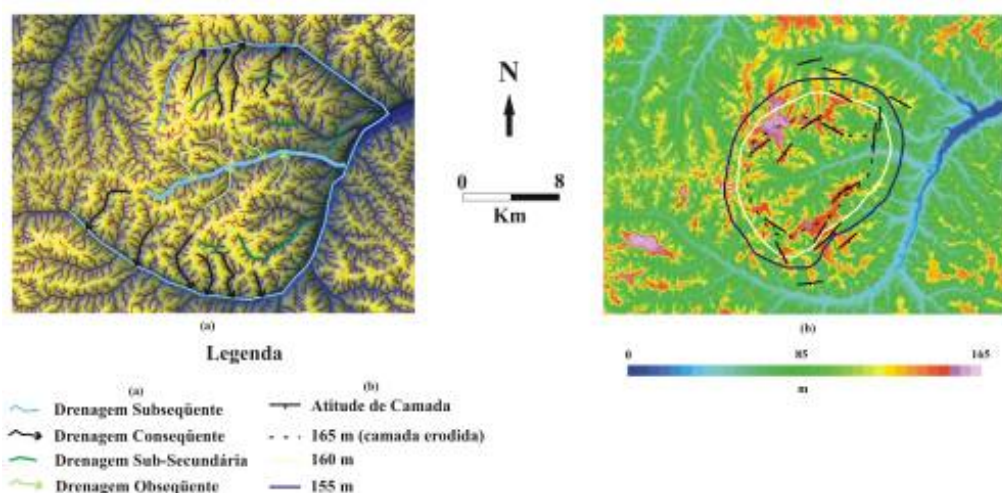 N
0 8
Km
(a)
(b)
Legenda
0 85 165
m
(a)
Drenagem Subseqüente
Drenagem Conseqüente
Drenagem Sub-Secundária
Drenagem Obseqüente
(b)
Atitude de Camada
165 m (camada erodida)
160 m
155 m